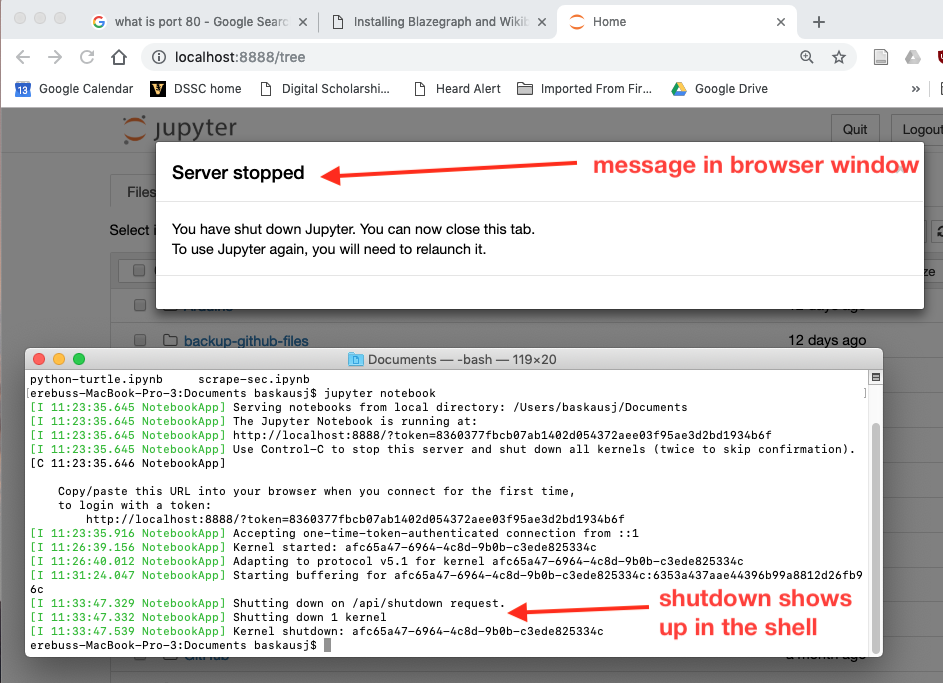 what is port 80 - Google Searc
Installing Blazegraph and Wikib
Home
localhost:8888/tree
13 Google Calendar
DSSC home
Digital Scholarshi...
Heard Alert
Imported From Fir...
Google Drive
»
jupyter
Quit
Logout
Files
Server stopped
message in browser window
Select i
You have shut down Jupyter. You can now close this tab.
To use Jupyter again, you will need to relaunch it.
ze
12 days ago
backup-github-files
12 days ago
Documents — -bash — 119×20
python-turtle.ipynb scrape-sec.ipynb
[erebuss-MacBook-Pro-3:Documents baskausj$ jupyter notebook ]
[I 11:23:35.645 NotebookApp] Serving notebooks from local directory: /Users/baskausj/Documents
[I 11:23:35.645 NotebookApp] The Jupyter Notebook is running at:
[I 11:23:35.645 NotebookApp] http://localhost:8888/?token=8360377fbcb07ab1402d054372aee03f95ae3d2bd1934b6f
[I 11:23:35.645 NotebookApp] Use Control-C to stop this server and shut down all kernels (twice to skip confirmation).
[C 11:23:35.646 NotebookApp]
Copy/paste this URL into your browser when you connect for the first time,
to login with a token:
http://localhost:8888/?token=8360377fbcb07ab1402d054372aee03f95ae3d2bd1934b6f
[I 11:23:35.916 NotebookApp] Accepting one-time-token-authenticated connection from ::1
[I 11:26:39.156 NotebookApp] Kernel started: afc65a47-6964-4c8d-9b0b-c3ede825334c
[I 11:26:40.012 NotebookApp] Adapting to protocol v5.1 for kernel afc65a47-6964-4c8d-9b0b-c3ede825334c
[I 11:31:24.047 NotebookApp] Starting buffering for afc65a47-6964-4c8d-9b0b-c3ede825334c:6353a437aae44396b99a8812d26fb9
6c
[I 11:33:47.329 NotebookApp] Shutting down on /api/shutdown request.
[I 11:33:47.332 NotebookApp] Shutting down 1 kernel
[I 11:33:47.539 NotebookApp] Kernel shutdown: afc65a47-6964-4c8d-9b0b-c3ede825334c
erebuss-MacBook-Pro-3:Documents baskausj$
shutdown shows
up in the shell
GitHub
a month ago